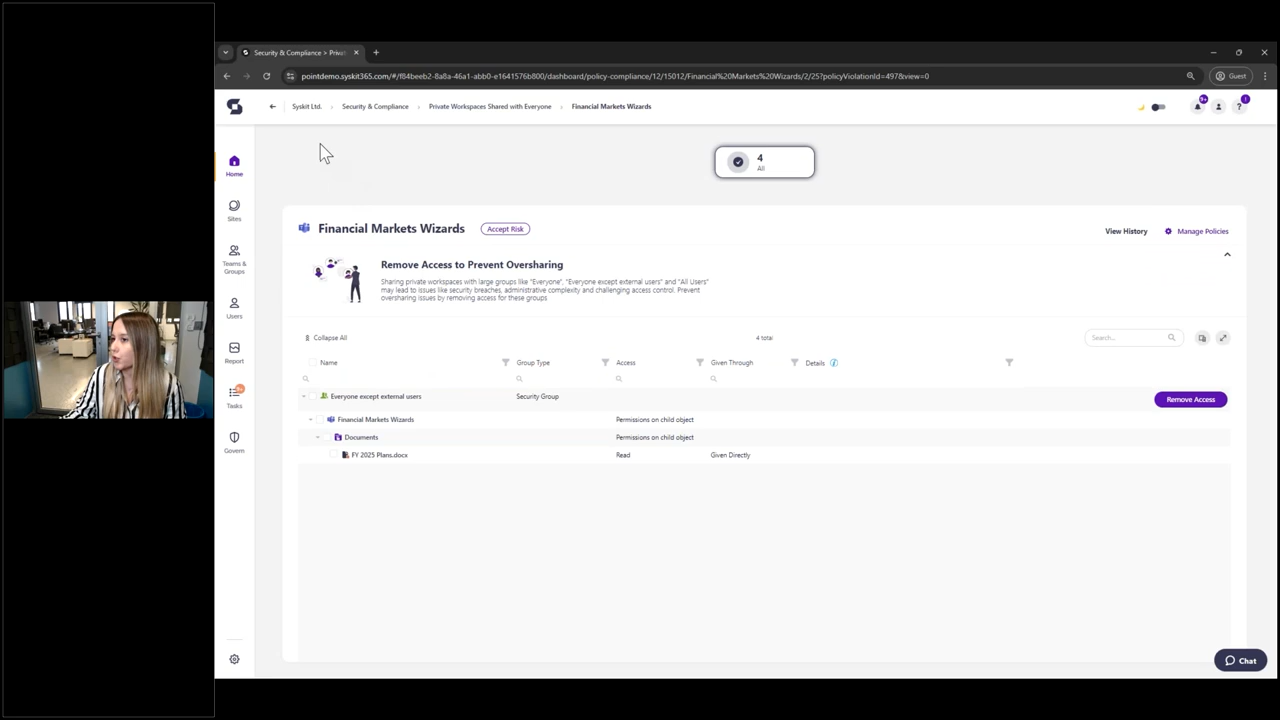 Security & Compliance > Priva
pointdemo.syskit365.com/#/f84beeb2-8a8a-46a1-abb0-e1641576b800/dashboard/policy-compliance/12/15012/Financial%20Markets%20Wizards/2/25?policyViolationId=497&view=0
Guest
Syskit Ltd. > Security & Compliance > Private Workspaces Shared with Everyone > Financial Markets Wizards
9+
!
?
Home
Sites
Teams &
Groups
Users
Report
9+
Tasks
Govern
4
All
Financial Markets Wizards
Accept Risk
View History
Manage Policies
Remove Access to Prevent Oversharing
Sharing private workspaces with large groups like "Everyone", "Everyone except external users" and "All Users"
may lead to issues like security breaches, administrative complexity and challenging access control. Prevent
oversharing issues by removing access for these groups
Collapse All
4 total
Search...
Name Group Type Access Given Through Details
Everyone except external users Security Group
Remove Access
Financial Markets Wizards Permissions on child object
Documents Permissions on child object
FY 2025 Plans.docx Read Given Directly
Chat